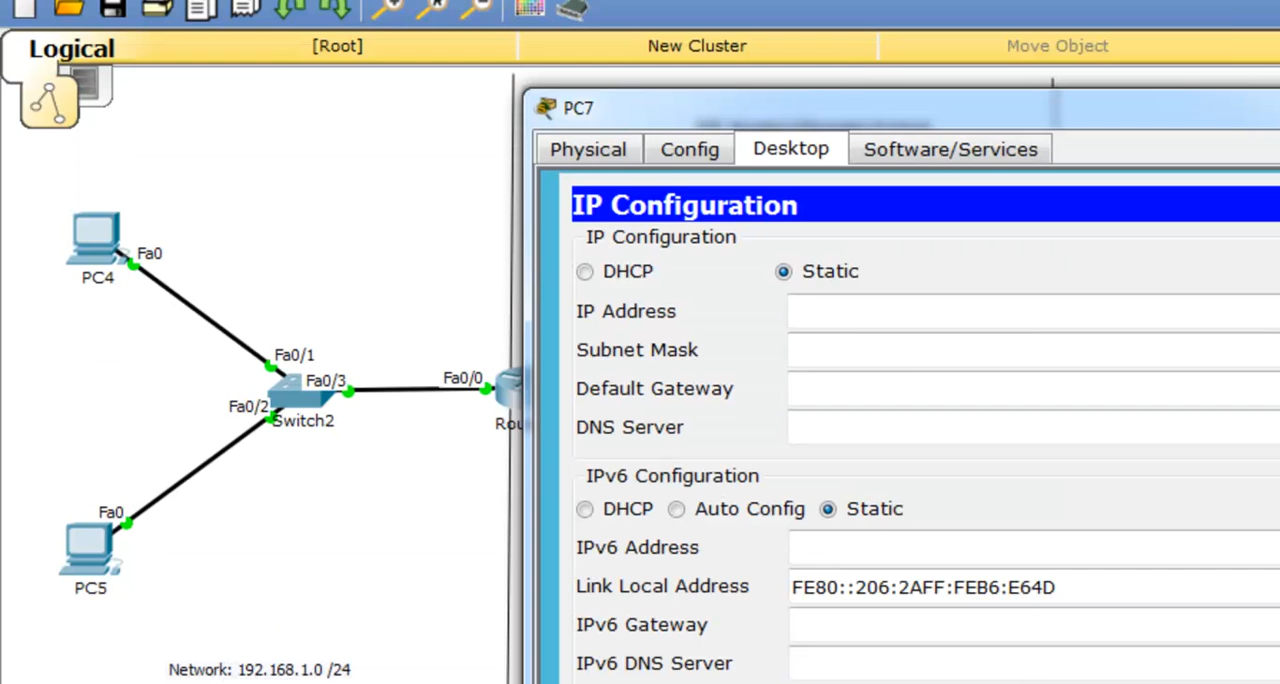 Logical
[Root]
New Cluster
Move Object
PC7
Physical
Config
Desktop
Software/Services
IP Configuration
IP Configuration
DHCP
Static
IP Address
Subnet Mask
Default Gateway
DNS Server
IPv6 Configuration
DHCP
Auto Config
Static
IPv6 Address
Link Local Address
FE80::206:2AFF:FEB6:E64D
IPv6 Gateway
IPv6 DNS Server
Fa0
PC4
Fa0/1
Fa0/3
Fa0/0
Fa0/2
Switch2
Fa0
PC5
Network: 192.168.1.0 /24